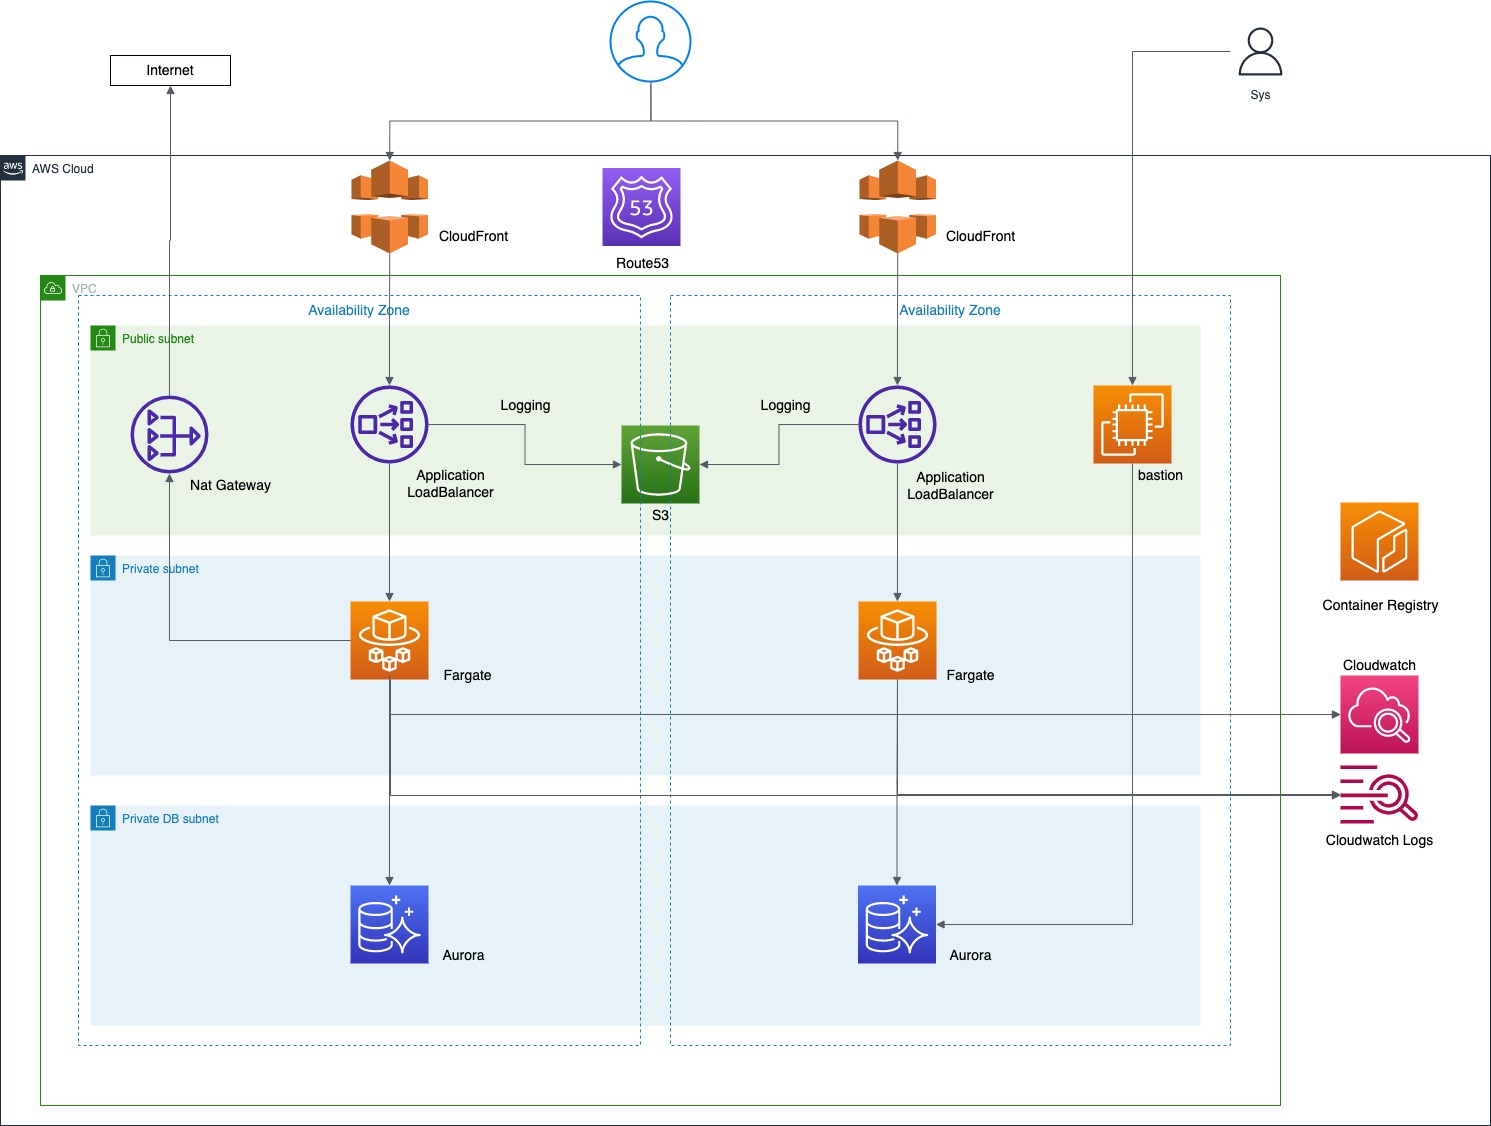 Internet
Sys
aws
AWS Cloud
53
CloudFront
CloudFront
Route53
VPC
Availability Zone
Availability Zone
Public subnet
Logging
Logging
Application
LoadBalancer
Application
LoadBalancer
bastion
Nat Gateway
S3
Private subnet
Container Registry
Fargate
Fargate
Cloudwatch
Private DB subnet
Cloudwatch Logs
Aurora
Aurora